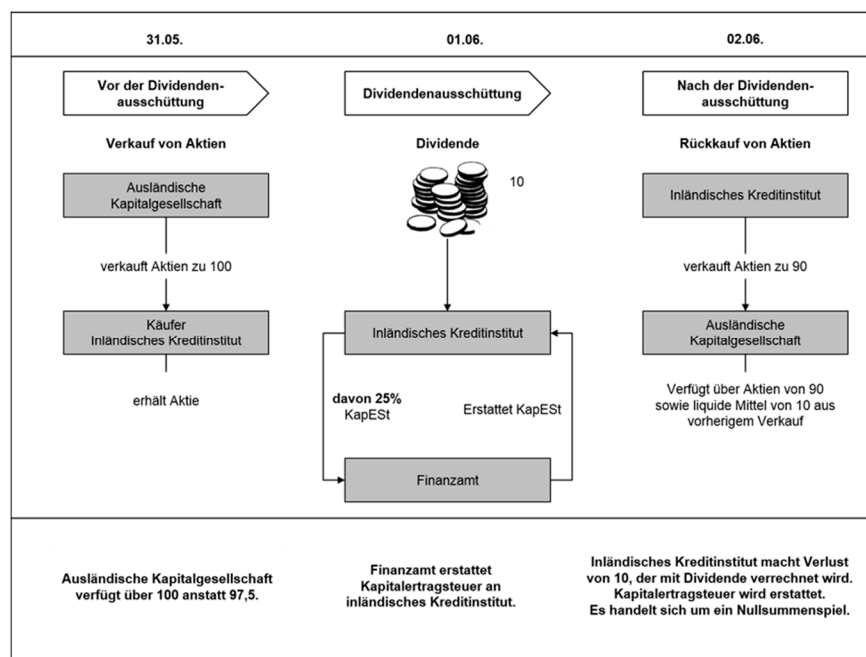 31.05.
01.06.
02.06.
Vor der Dividenden-
ausschüttung
Dividendenausschüttung
Nach der Dividenden-
ausschüttung
Verkauf von Aktien
Dividende
Rückkauf von Aktien
Ausländische
Kapitalgesellschaft
10
Inländisches Kreditinstitut
verkauft Aktien zu 100
verkauft Aktien zu 90
Käufer
Inländisches Kreditinstitut
Inländisches Kreditinstitut
Ausländische
Kapitalgesellschaft
erhält Aktie
davon 25%
KapESt
Erstattet KapESt
Verfügt über Aktien von 90
sowie liquide Mittel von 10 aus
vorherigem Verkauf
Finanzamt
Ausländische Kapitalgesellschaft
verfügt über 100 anstatt 97,5.
Finanzamt erstattet
Kapitalertragsteuer an
inländisches Kreditinstitut.
Inländisches Kreditinstitut macht Verlust
von 10, der mit Dividende verrechnet wird.
Kapitalertragsteuer wird erstattet.
Es handelt sich um ein Nullsummenspiel.